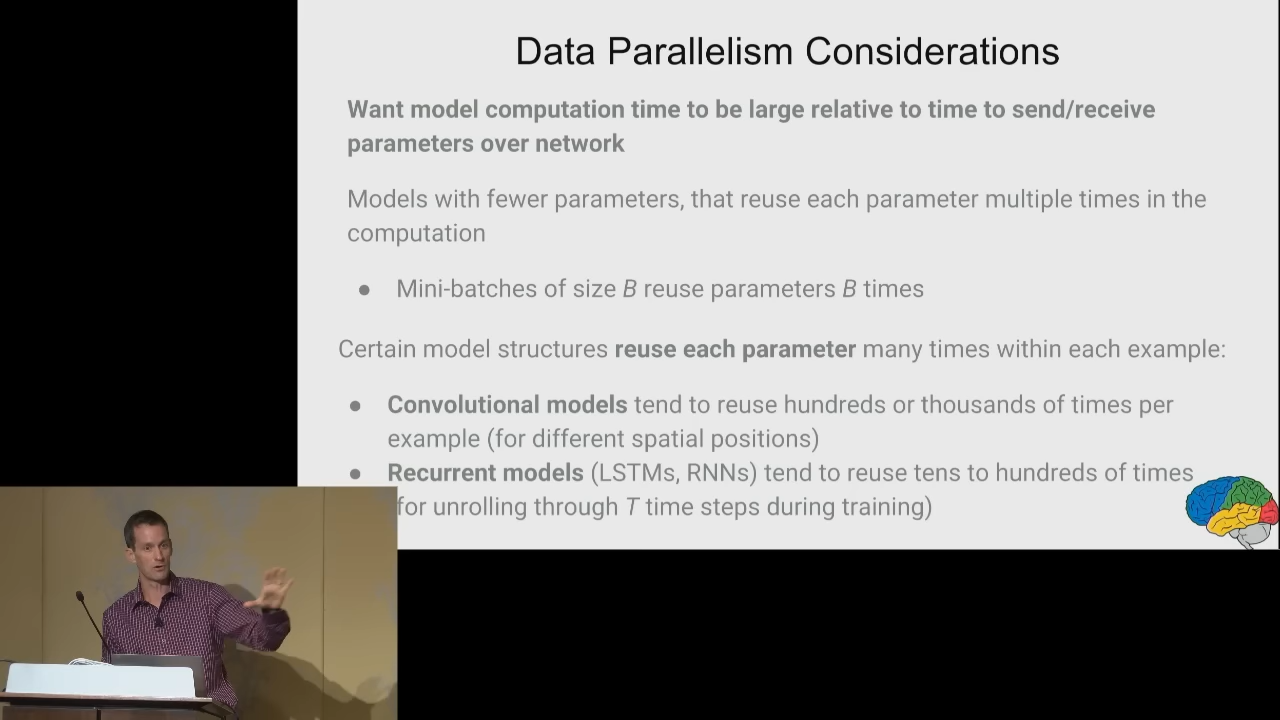 Data Parallelism Considerations
Want model computation time to be large relative to time to send/receive
parameters over network
Models with fewer parameters, that reuse each parameter multiple times in the
computation
● Mini-batches of size B reuse parameters B times
Certain model structures reuse each parameter many times within each example:
● Convolutional models tend to reuse hundreds or thousands of times per
example (for different spatial positions)
● Recurrent models (LSTMs, RNNs) tend to reuse tens to hundreds of times
for unrolling through T time steps during training)